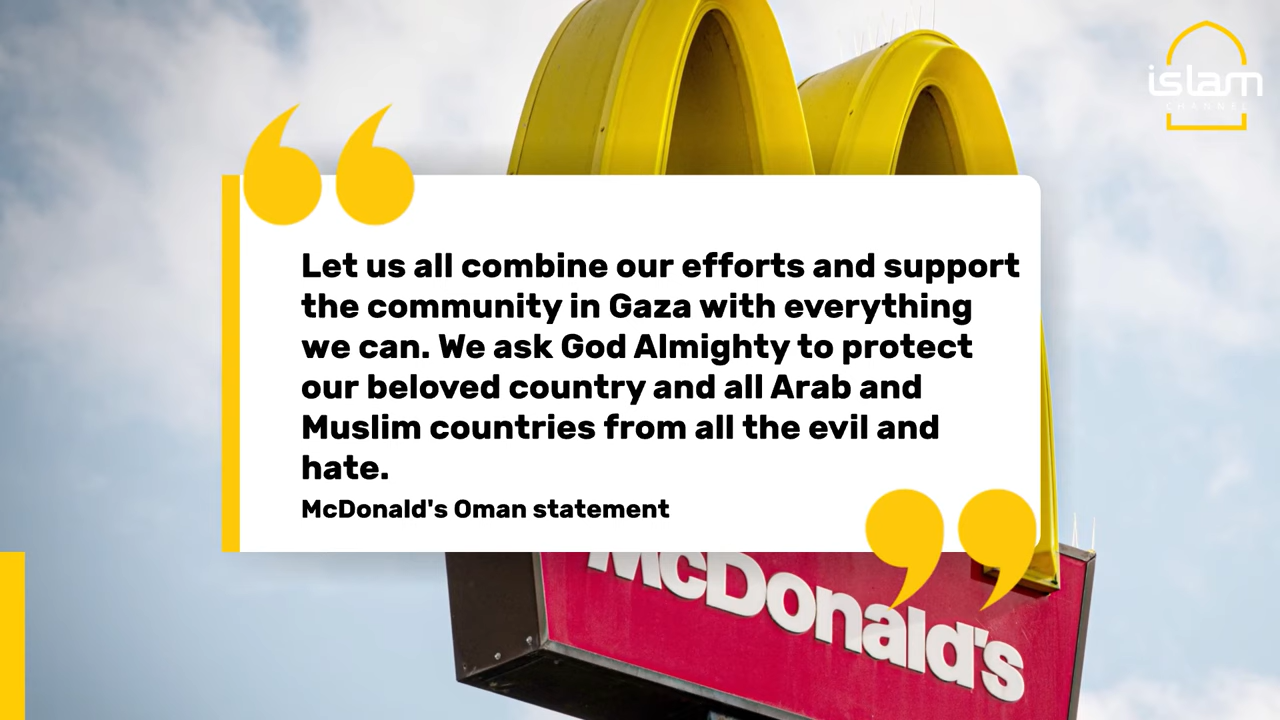 islam
CHANNEL
Let us all combine our efforts and support
the community in Gaza with everything
we can. We ask God Almighty to protect
our beloved country and all Arab and
Muslim countries from all the evil and
hate.
McDonald's Oman statement
McDonald's